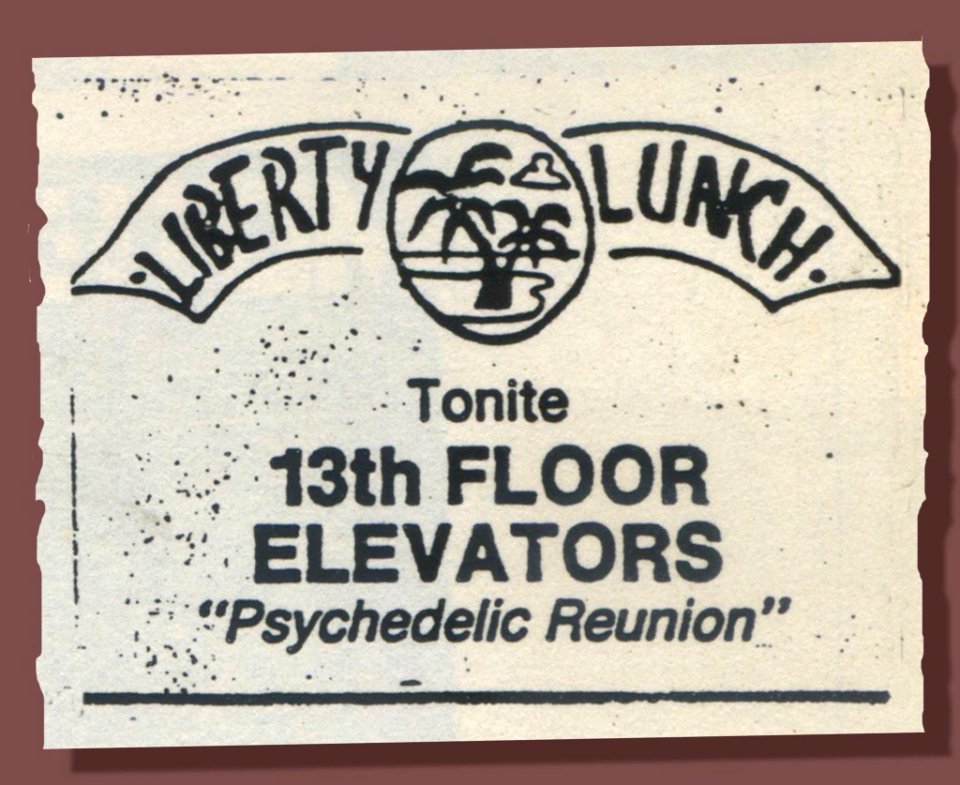 LIBERTY LUNCH
Tonite
13th FLOOR
ELEVATORS
“Psychedelic Reunion”